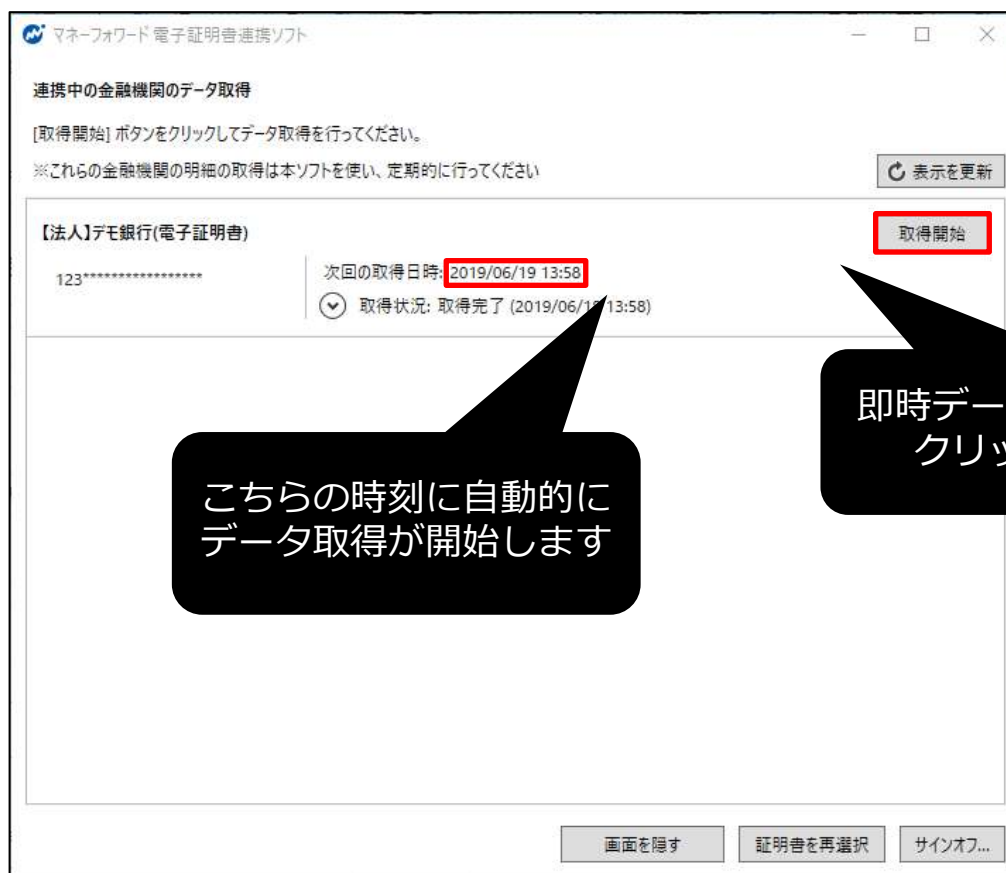 マネーフォワード 電子証明書連携ソフト
連携中の金融機関のデータ取得
[取得開始] ボタンをクリックしてデータ取得を行ってください。
※これらの金融機関の明細の取得は本ソフトを使い、定期的に行ってください
表示を更新
【法人】デモ銀行(電子証明書)
取得開始
123*****************
次回の取得日時: 2019/06/19 13:58
取得状況: 取得完了 (2019/06/18 13:58)
即時デー
クリッ
こちらの時刻に自動的に
データ取得が開始します
画面を隠す
証明書を再選択
サインオフ...